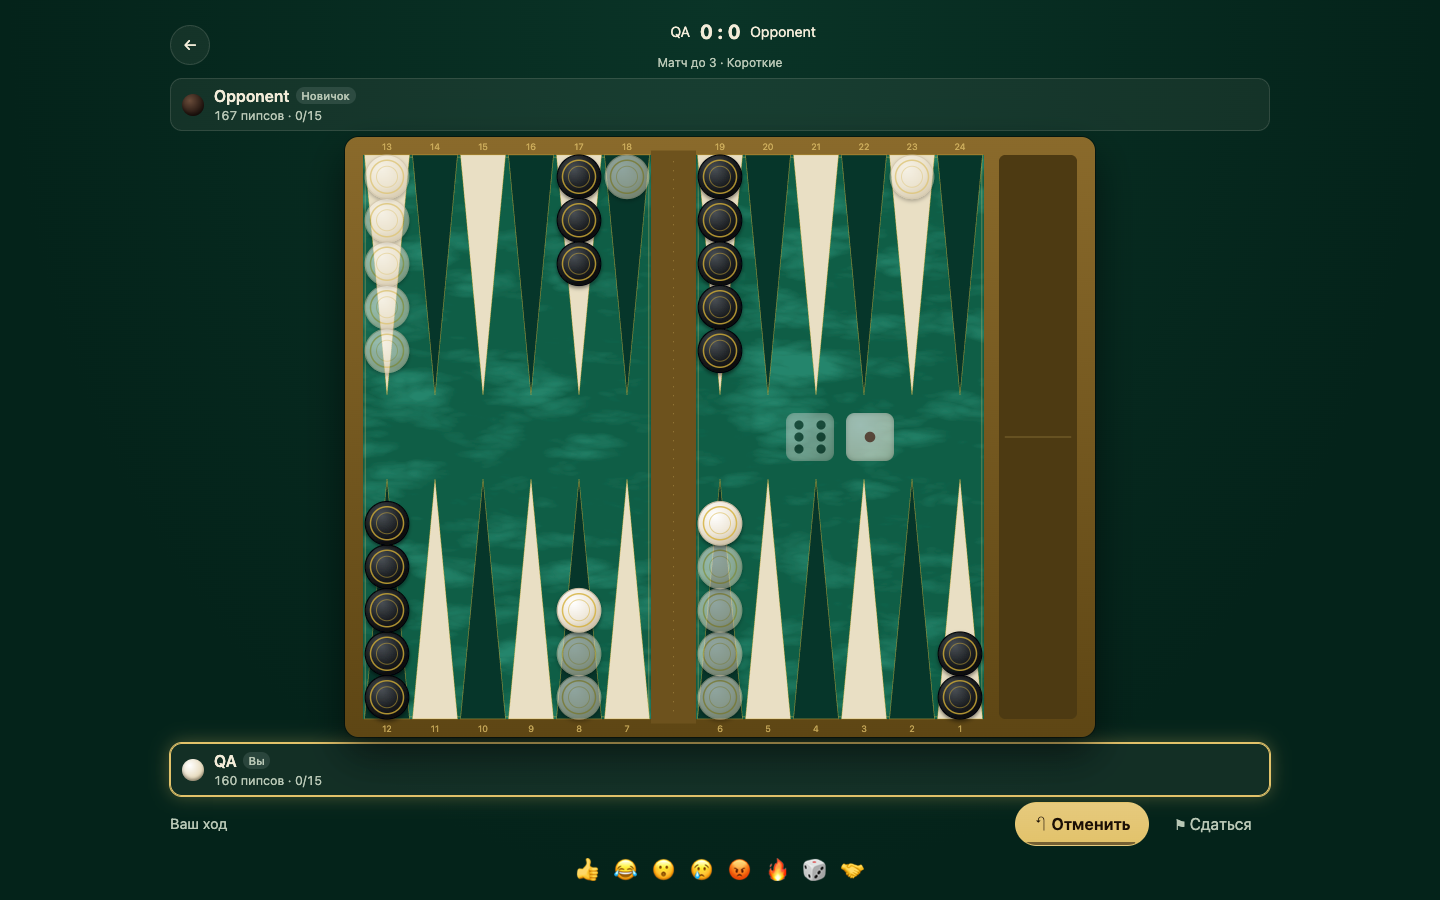 QA 0 : 0 Opponent
Матч до 3 · Короткие
Opponent Новичок
167 пипсов · 0/15
13 14 15 16 17 18 19 20 21 22 23 24
12 11 10 9 8 7 6 5 4 3 2 1
QA Вы
160 пипсов · 0/15
Ваш ход
Отменить
Сдаться